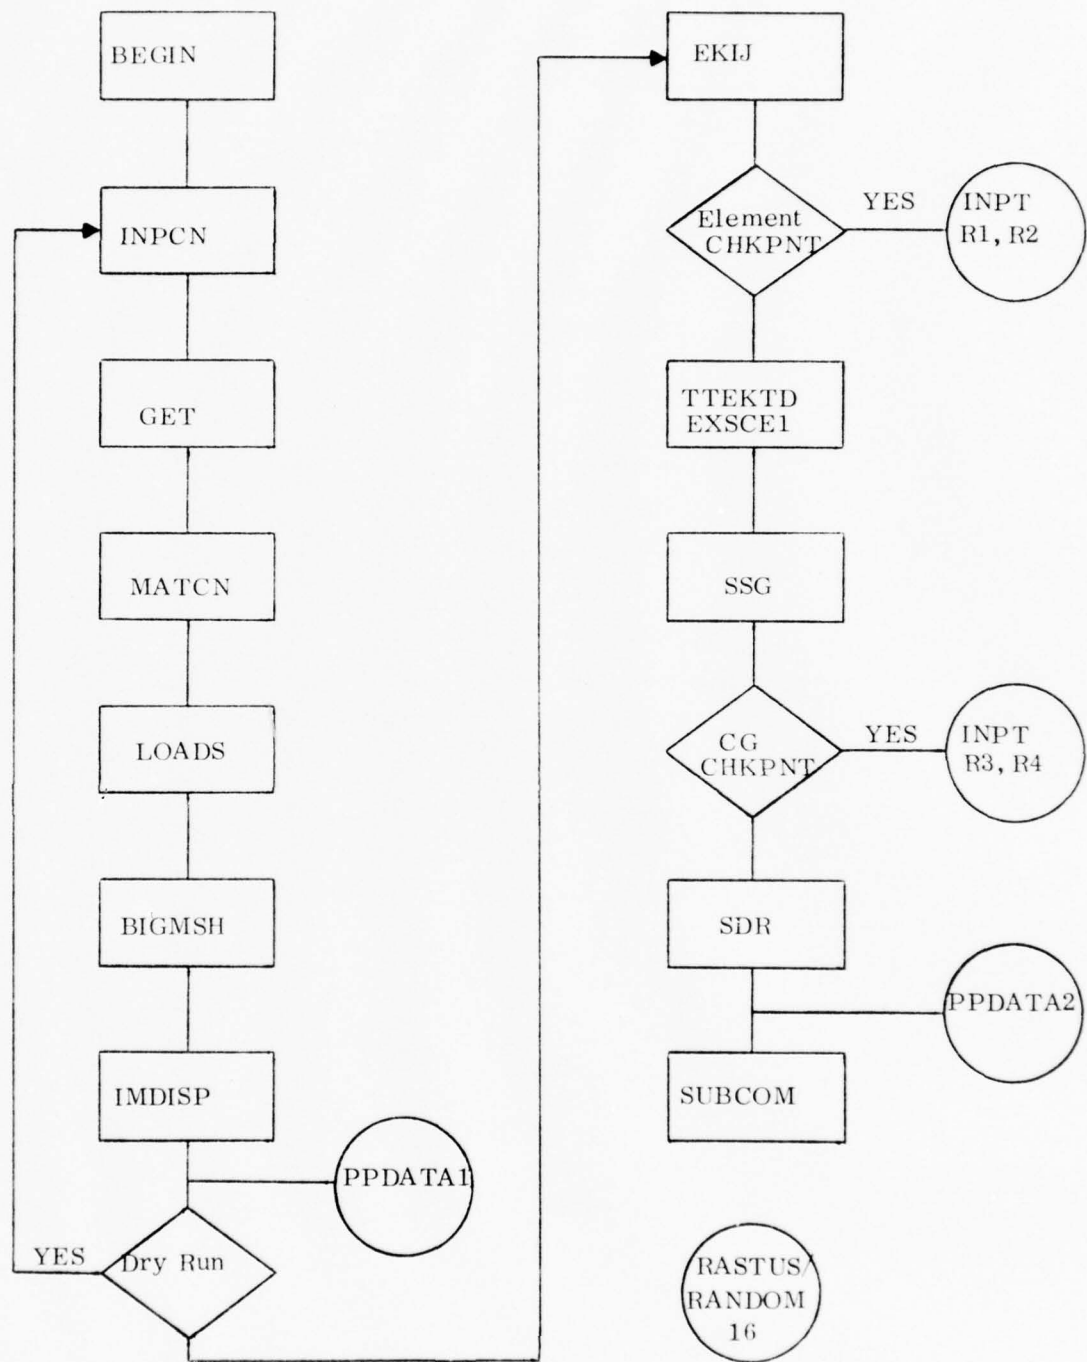 BEGIN
INPCN
GET
MATCN
LOADS
BIGMSH
IMDISP
PPDATA1
YES
Dry Run
EKIJ
Element
CHKPNT
YES
INPT
R1, R2
TTEKTD
EXSCE1
SSG
CG
CHKPNT
YES
INPT
R3, R4
SDR
PPDATA2
SUBCOM
RASTUS/
RANDOM
16